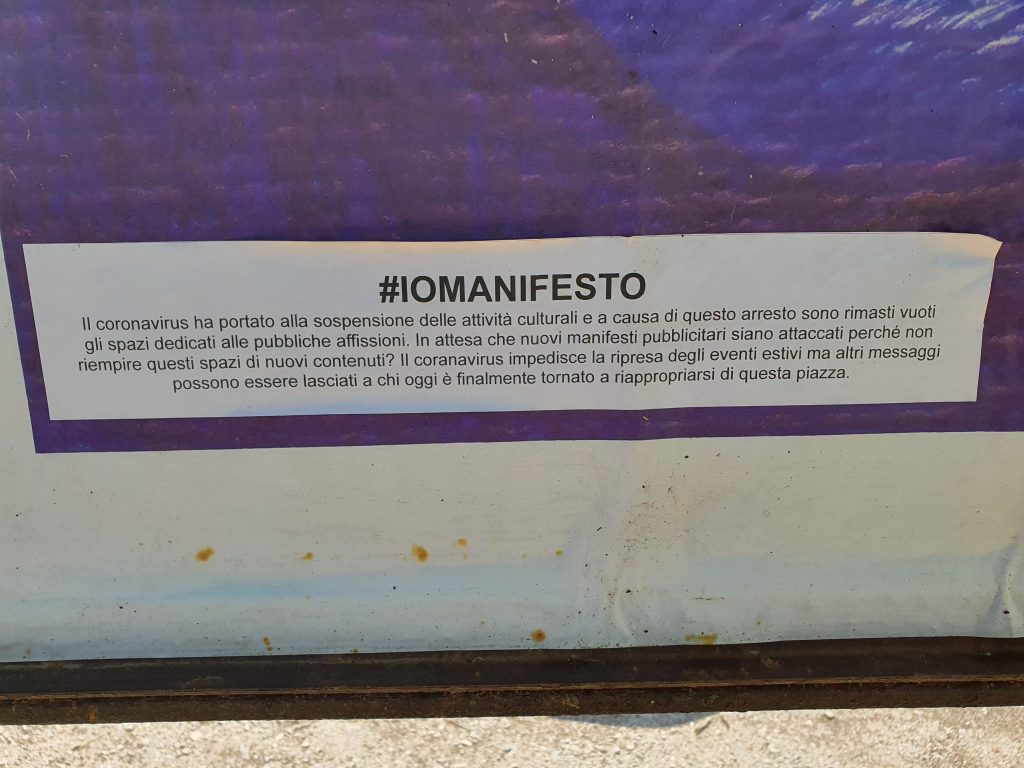 #IOMANIFESTO
Il coronavirus ha portato alla sospensione delle attività culturali e a causa di questo arresto sono rimasti vuoti
gli spazi dedicati alle pubbliche affissioni. In attesa che nuovi manifesti pubblicitari siano attaccati perché non
riempire questi spazi di nuovi contenuti? Il coranavirus impedisce la ripresa degli eventi estivi ma altri messaggi
possono essere lasciati a chi oggi è finalmente tornato a riappropriarsi di questa piazza.